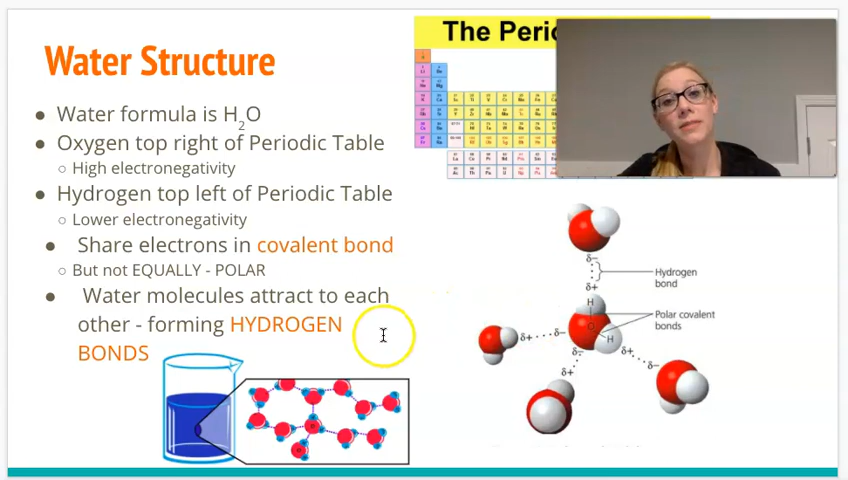 The Perio
Water Structure
● Water formula is H2O
● Oxygen top right of Periodic Table
○ High electronegativity
● Hydrogen top left of Periodic Table
○ Lower electronegativity
● Share electrons in covalent bond
○ But not EQUALLY - POLAR
● Water molecules attract to each
other - forming HYDROGEN
BONDS
δ−
δ+
Hydrogen
bond
H
O
H
Polar covalent
bonds
δ+
δ−
δ−
δ+
δ+
δ−